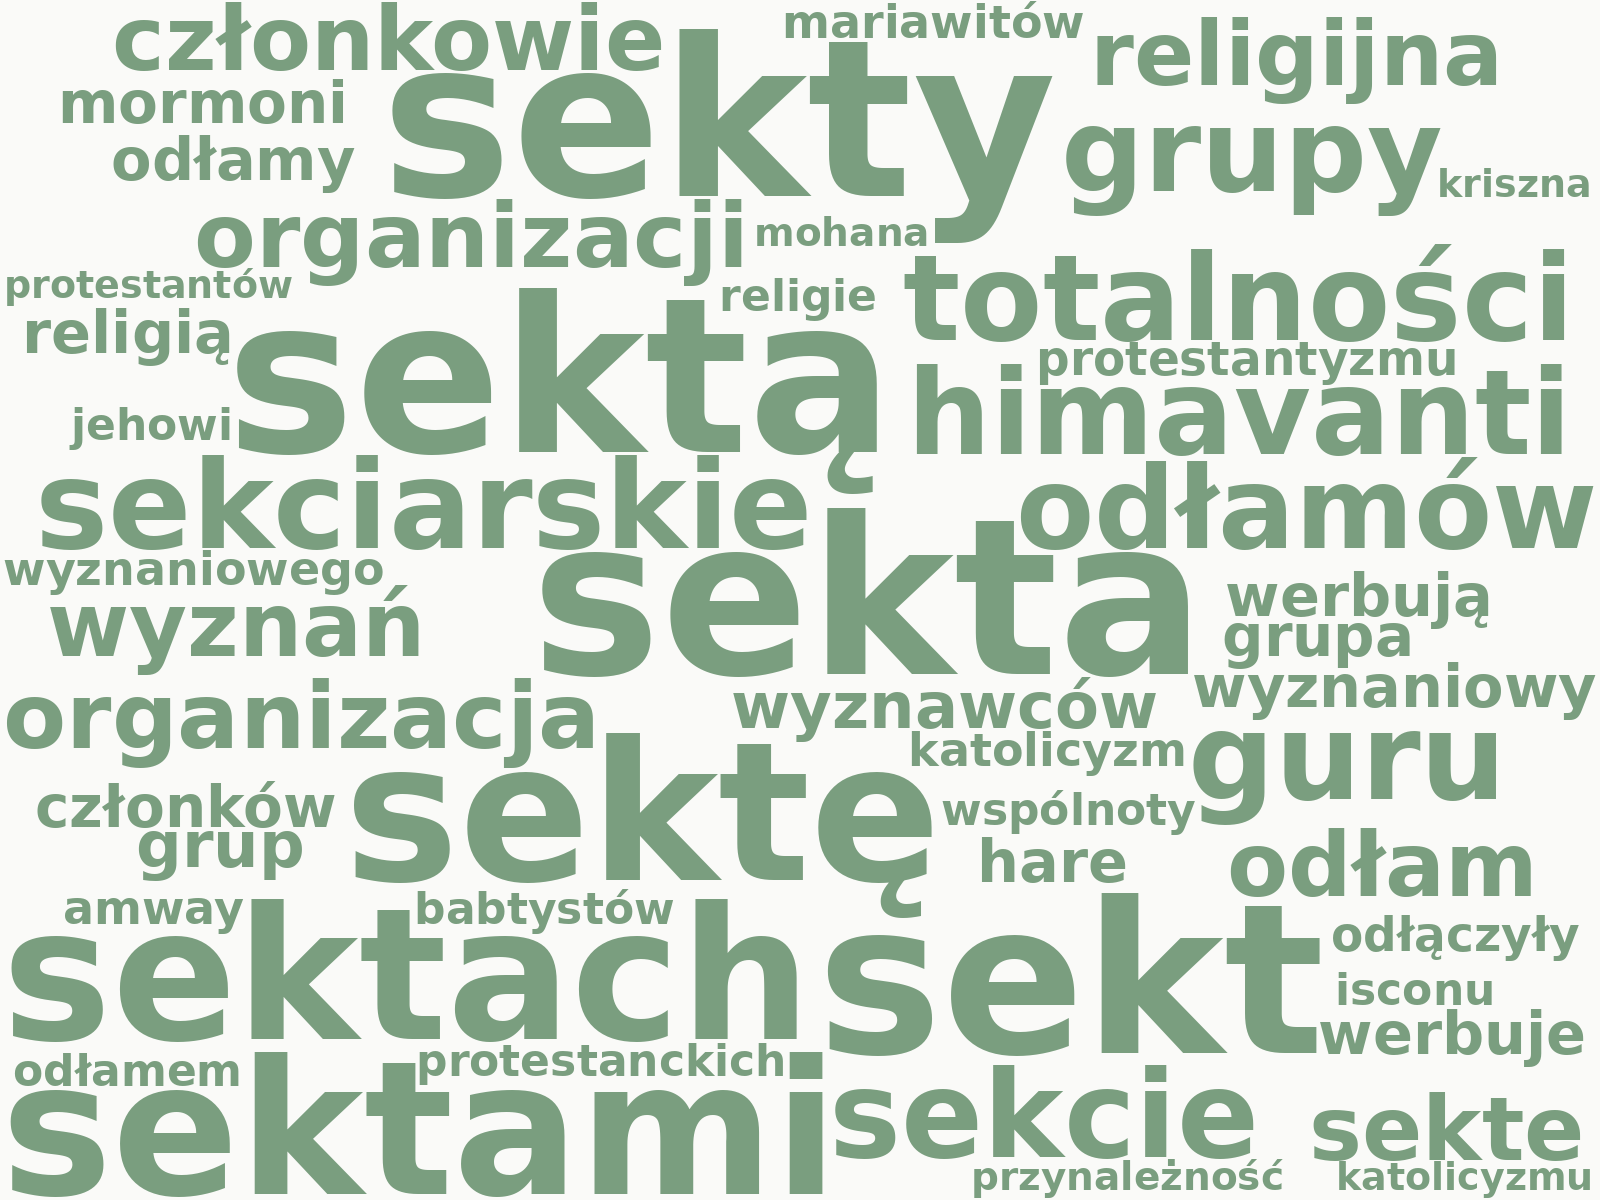 członkowie
mariawitów
religijna
sekty
mormoni
grupy
odłamy
kriszna
organizacji
mohana
totalności
protestantów
religie
religią
sektą
protestantyzmu
himavanti
jehowi
sekciarskie
odłamów
wyznaniowego
sekta
werbują
wyznań
grupa
wyznaniowy
organizacja
wyznawców
katolicyzm
guru
sektę
członków
wspólnoty
grup
hare
odłam
amway
babtystów
sektach
sekt
odłączyły
isconu
werbuje
odłamem
protestanckich
sektami
sekcie
sekte
przynależność
katolicyzmu